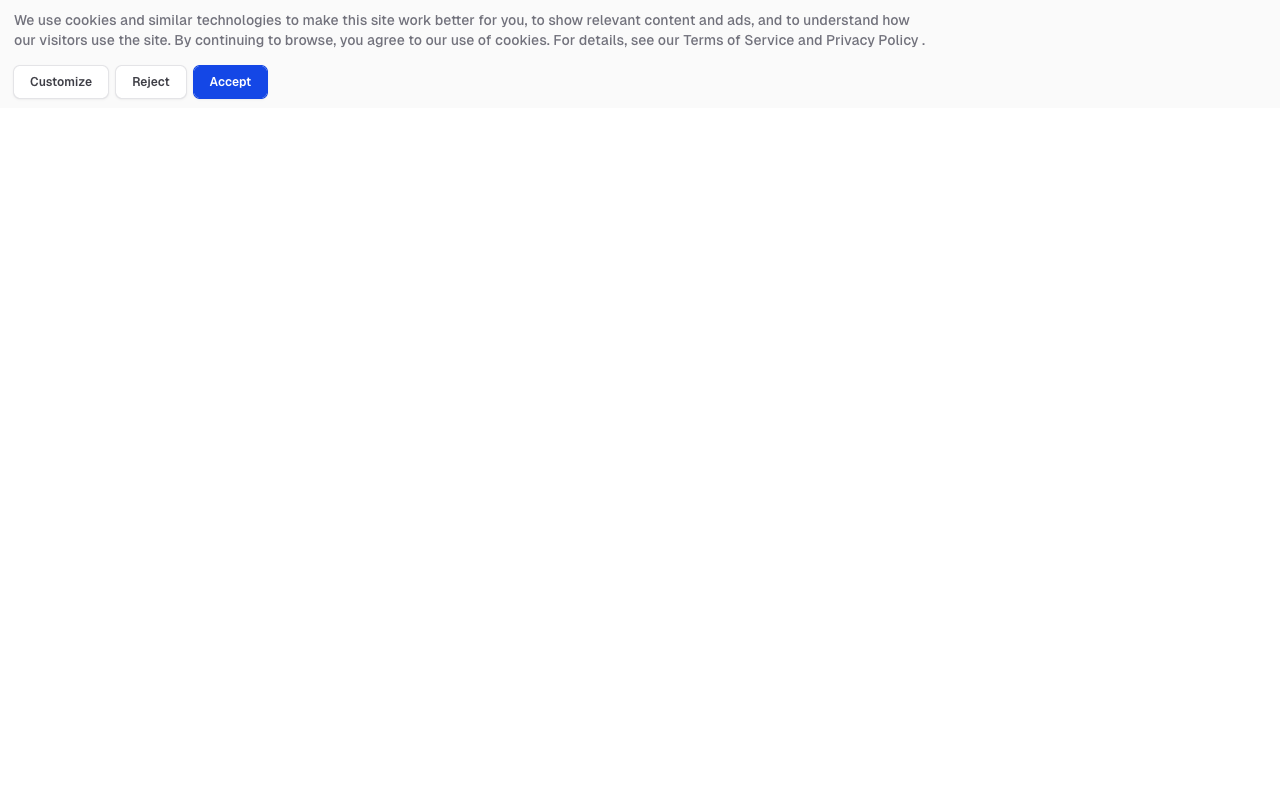 We use cookies and similar technologies to make this site work better for you, to show relevant content and ads, and to understand how
our visitors use the site. By continuing to browse, you agree to our use of cookies. For details, see our Terms of Service and Privacy Policy .
Customize Reject Accept